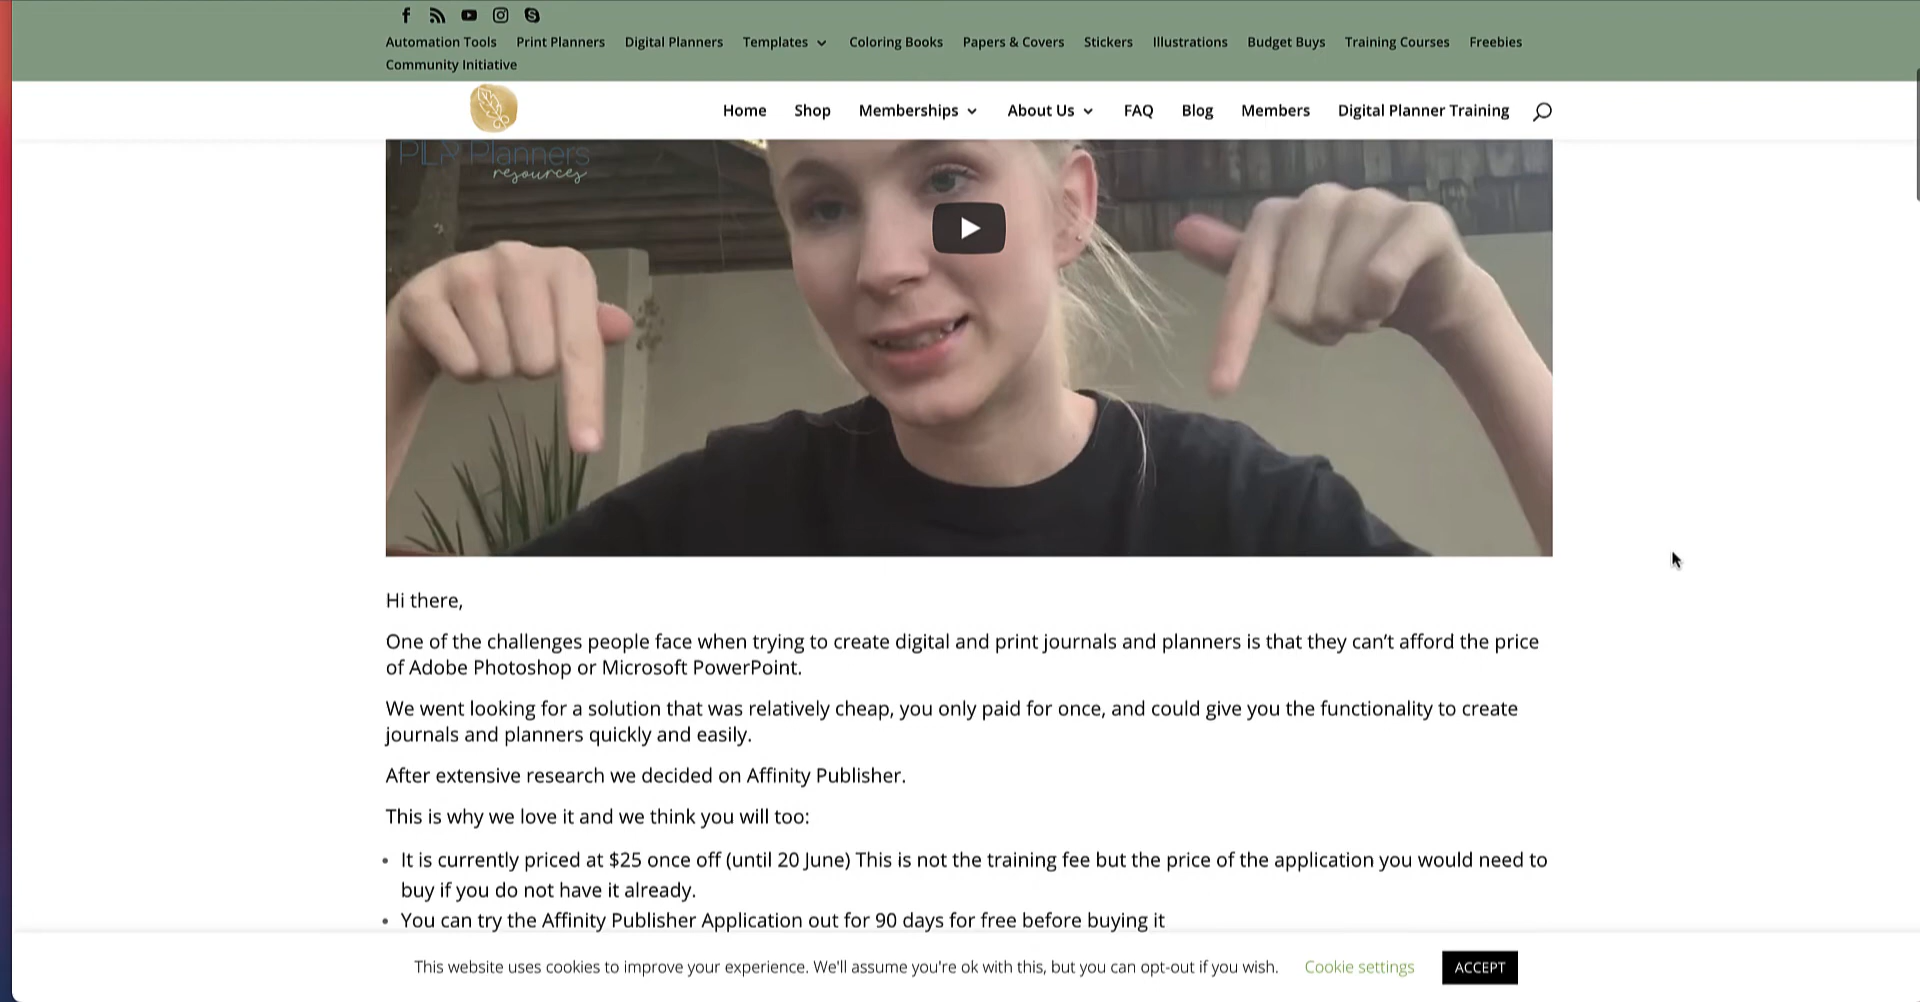 Automation Tools Print Planners Digital Planners Templates Coloring Books Papers & Covers Stickers Illustrations Budget Buys Training Courses Freebies
Community Initiative
Home Shop Memberships About Us FAQ Blog Members Digital Planner Training
PLR Planners
resources
Hi there,
One of the challenges people face when trying to create digital and print journals and planners is that they can’t afford the price
of Adobe Photoshop or Microsoft PowerPoint.
We went looking for a solution that was relatively cheap, you only paid for once, and could give you the functionality to create
journals and planners quickly and easily.
After extensive research we decided on Affinity Publisher.
This is why we love it and we think you will too:
• It is currently priced at $25 once off (until 20 June) This is not the training fee but the price of the application you would need to
buy if you do not have it already.
• You can try the Affinity Publisher Application out for 90 days for free before buying it
This website uses cookies to improve your experience. We'll assume you're ok with this, but you can opt-out if you wish. Cookie settings ACCEPT